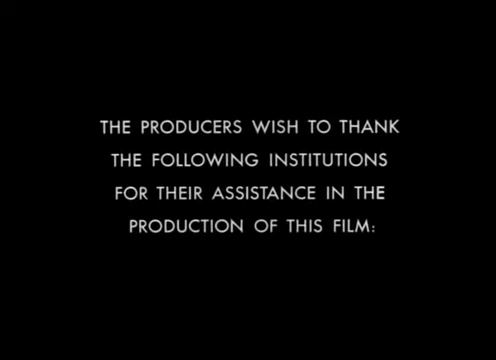 THE PRODUCERS WISH TO THANK
THE FOLLOWING INSTITUTIONS
FOR THEIR ASSISTANCE IN THE
PRODUCTION OF THIS FILM: